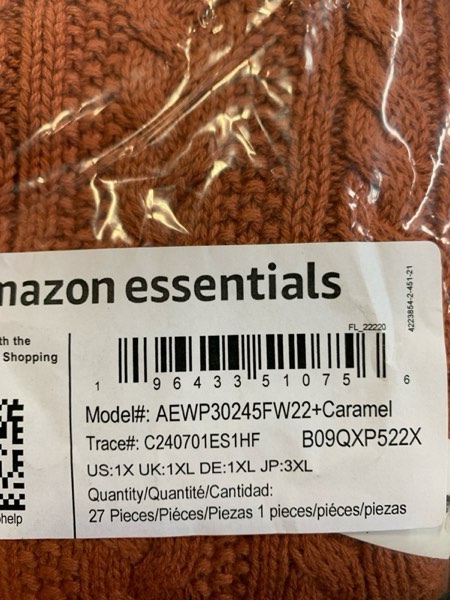 mazon essentials
4223854-2-451-21
th the
Shopping
FL_22220
1 96433 51075 6
Model#: AEWP30245FW22+Caramel
Trace#: C240701ES1HF B09QXP522X
US:1X UK:1XL DE:1XL JP:3XL
Quantity/Quantité/Cantidad:
27 Pieces/Piéces/Piezas 1 pieces/piéces/piezas
help